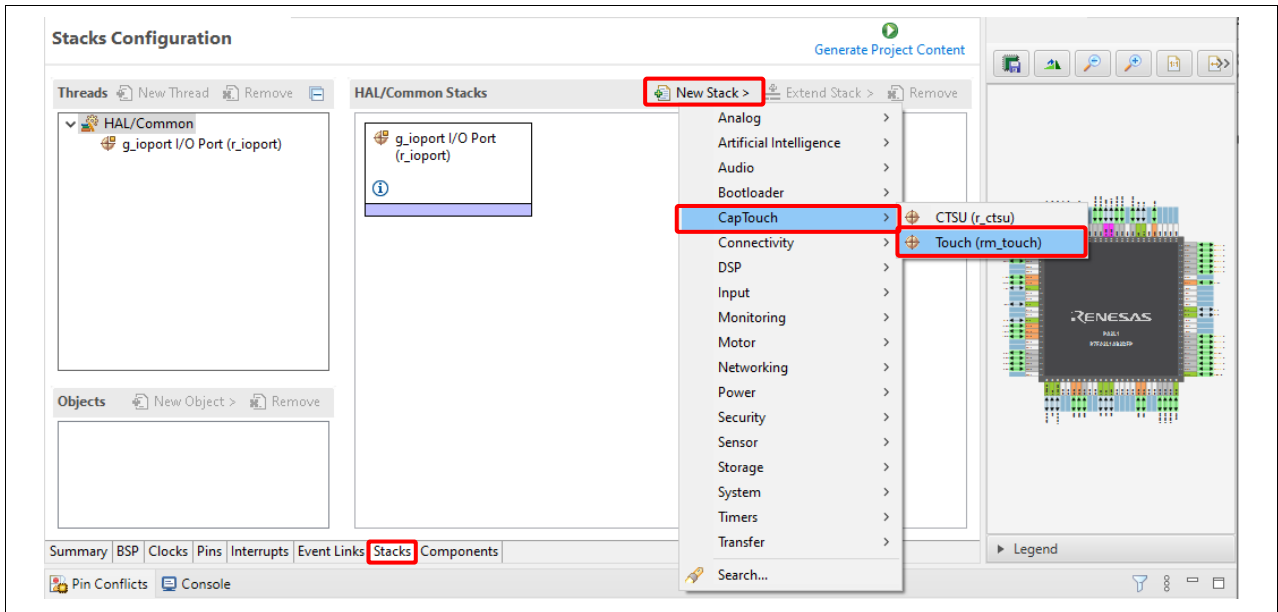 Stacks Configuration
Generate Project Content
Threads New Thread Remove
HAL/Common
g_ioport I/O Port (r_ioport)
Objects New Object > Remove
HAL/Common Stacks New Stack > Extend Stack > Remove
g_ioport I/O Port
(r_ioport)
Analog
Artificial Intelligence
Audio
Bootloader
CapTouch
Connectivity
DSP
Input
Monitoring
Motor
Networking
Power
Security
Sensor
Storage
System
Timers
Transfer
Search...
CTSU (r_ctsu)
Touch (rm_touch)
RENESAS
Legend
Summary BSP Clocks Pins Interrupts Event Links Stacks Components
Pin Conflicts Console